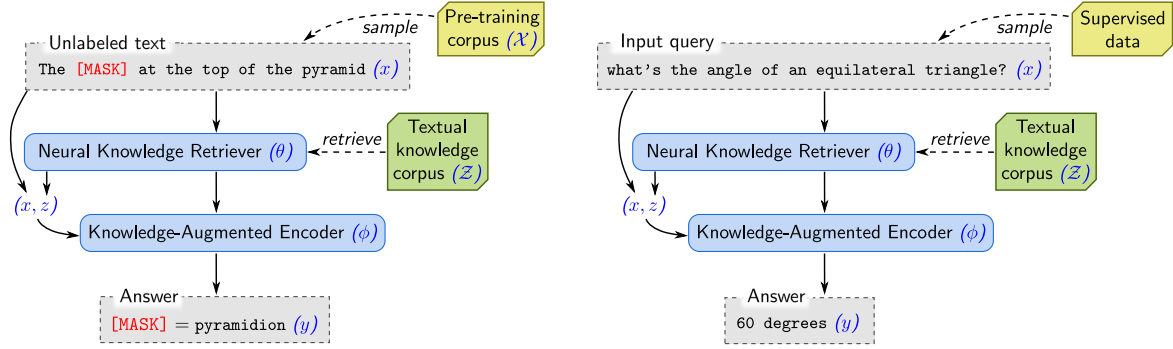 Pre-training
corpus (𝒳)
sample
Unlabeled text
The [MASK] at the top of the pyramid (x)
Neural Knowledge Retriever (θ)
retrieve
Textual
knowledge
corpus (𝒵)
(x, z)
Knowledge-Augmented Encoder (ϕ)
Answer
[MASK] = pyramidion (y)
Supervised
data
sample
Input query
what's the angle of an equilateral triangle? (x)
Neural Knowledge Retriever (θ)
retrieve
Textual
knowledge
corpus (𝒵)
(x, z)
Knowledge-Augmented Encoder (ϕ)
Answer
60 degrees (y)